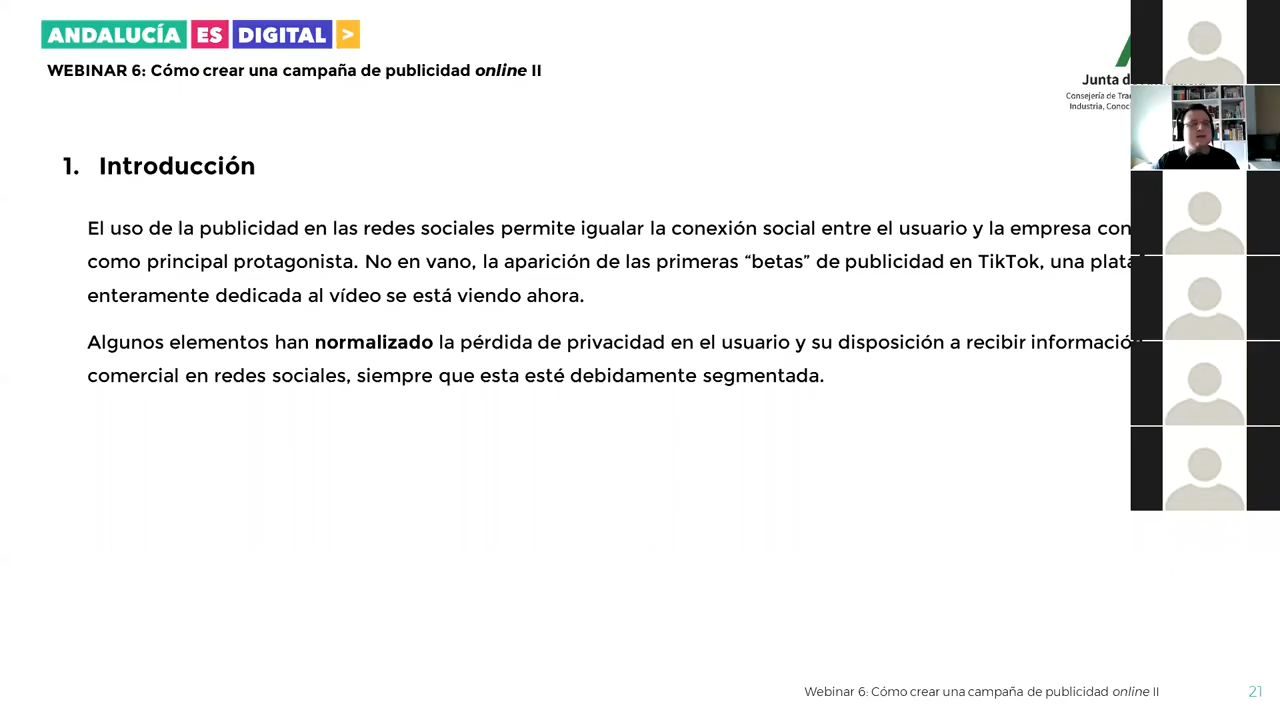 ANDALUCÍA ES DIGITAL >
WEBINAR 6: Cómo crear una campaña de publicidad online II
Junta de
Consejería de
Industria,
1. Introducción
El uso de la publicidad en las redes sociales permite igualar la conexión social entre el usuario y la empresa con
como principal protagonista. No en vano, la aparición de las primeras “betas” de publicidad en TikTok, una
enteramente dedicada al vídeo se está viendo ahora.
Algunos elementos han normalizado la pérdida de privacidad en el usuario y su disposición a recibir información
comercial en redes sociales, siempre que esta esté debidamente segmentada.
Webinar 6: Cómo crear una campaña de publicidad online II
21